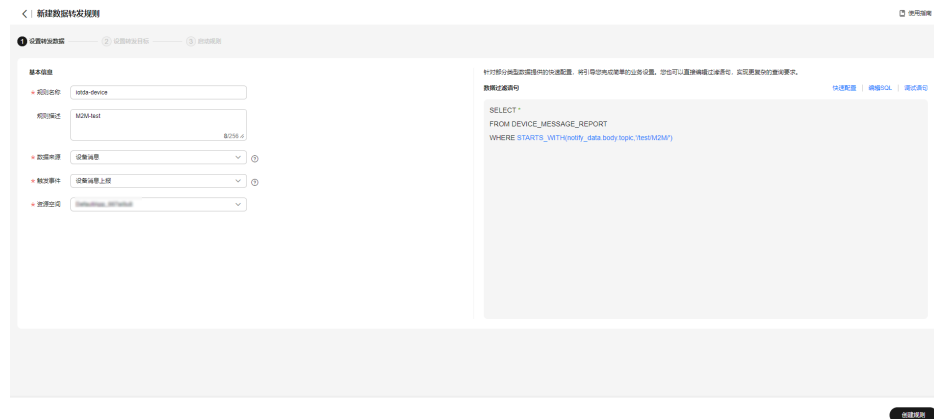 新建数据转发规则
使用指南
1 设置转发数据
2 设置转发目标
3 启动规则
基本信息
* 规则名称 iotda-device
规则描述 M2M-test
8/256
* 数据来源 设备消息
* 触发事件 设备消息上报
* 资源空间
针对部分类型数据提供的快速配置，将引导您完成简单的业务设置。您也可以直接编辑过滤语句，实现更复杂的查询要求。
数据过滤语句
快速配置 | 编辑SQL | 调试语句
SELECT *
FROM DEVICE_MESSAGE_REPORT
WHERE STARTS_WITH(notify_data.body.topic,'/test/M2M/')
创建规则